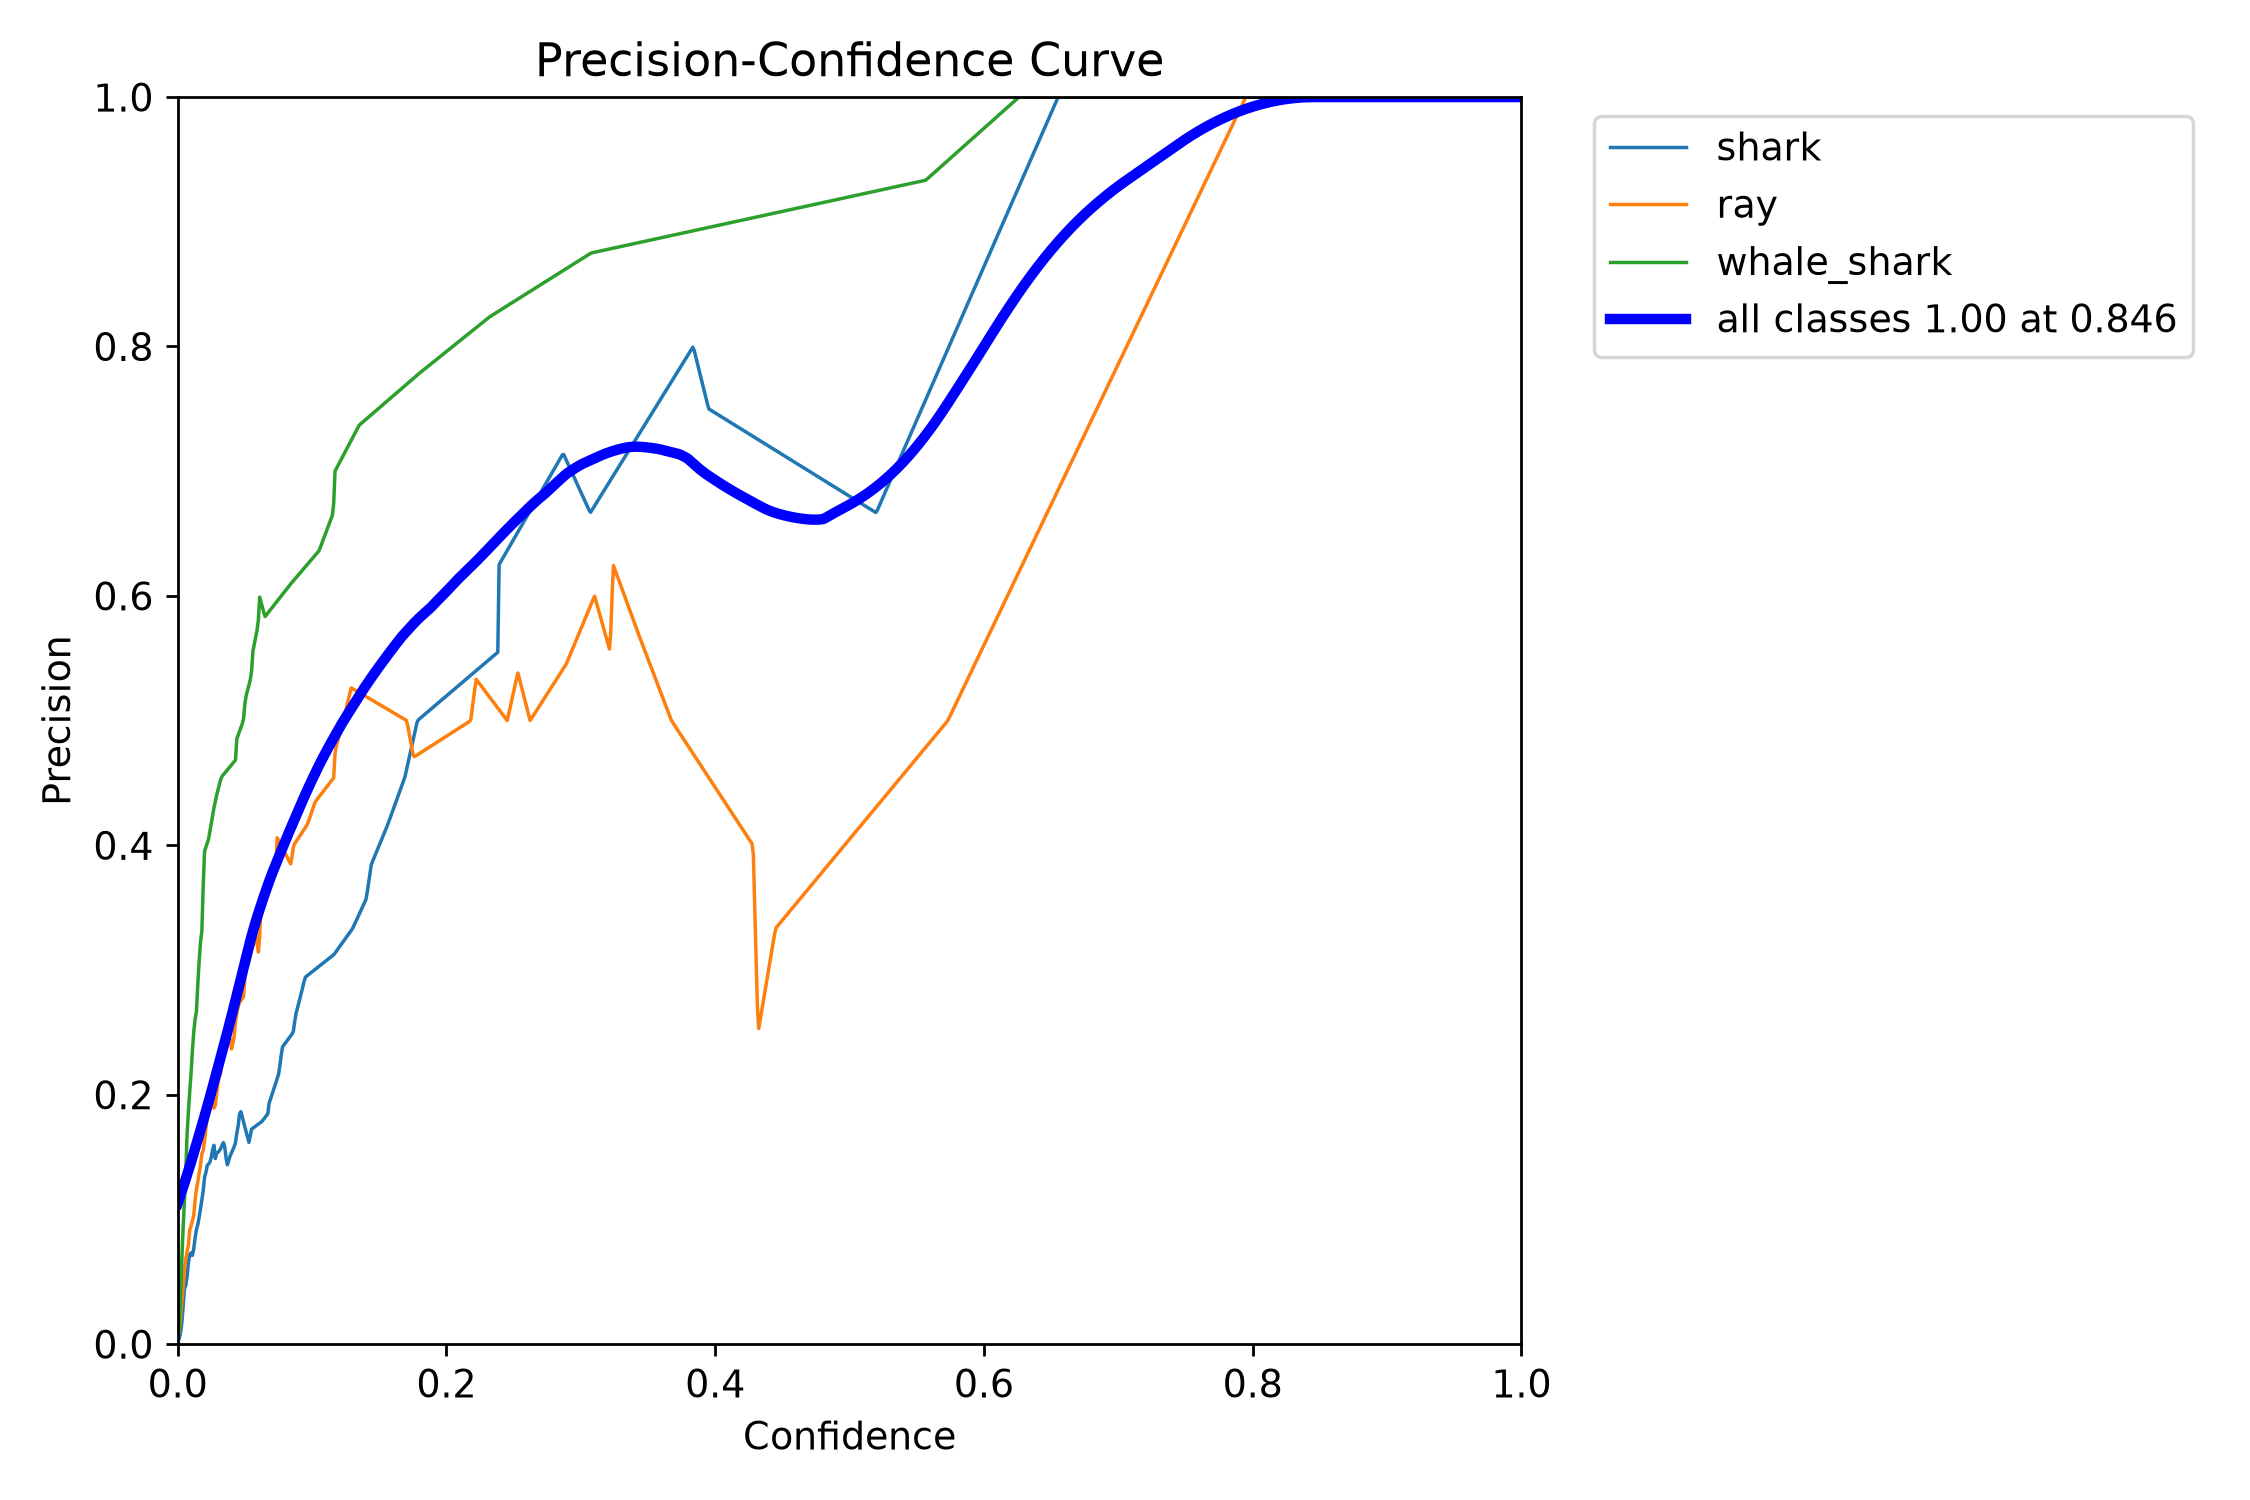 Precision-Confidence Curve
1.0
0.8
0.6
0.4
0.2
0.0
Precision
0.0 0.2 0.4 0.6 0.8 1.0
Confidence
shark
ray
whale_shark
all classes 1.00 at 0.846